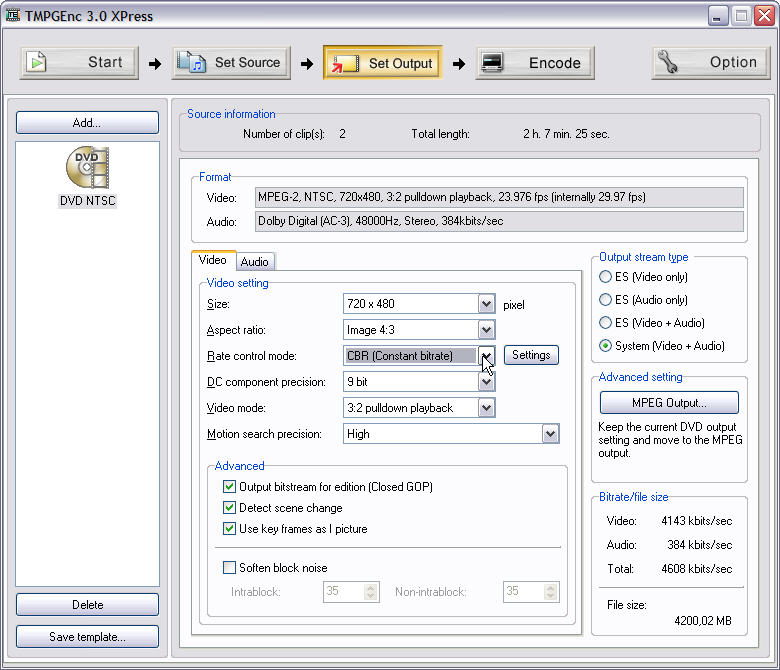 TMPGEnc 3.0 XPress
Start
Set Source
Set Output
Encode
Option
Add...
DVD
DVD NTSC
Delete
Save template...
Source information
Number of clip(s): 2 Total length: 2 h. 7 min. 25 sec.
Format
Video: MPEG-2, NTSC, 720x480, 3:2 pulldown playback, 23.976 fps (internally 29.97 fps)
Audio: Dolby Digital (AC-3), 48000Hz, Stereo, 384kbits/sec
Video Audio
Video setting
Size: 720 x 480 pixel
Aspect ratio: Image 4:3
Rate control mode: CBR (Constant bitrate) Settings
DC component precision: 9 bit
Video mode: 3:2 pulldown playback
Motion search precision: High
Advanced
Output bitstream for edition (Closed GOP)
Detect scene change
Use key frames as I picture
Soften block noise
Intrablock: 35 Non-intrablock: 35
Output stream type
ES (Video only)
ES (Audio only)
ES (Video + Audio)
System (Video + Audio)
Advanced setting
MPEG Output...
Keep the current DVD output
setting and move to the MPEG
output.
Bitrate/file size
Video: 4143 kbits/sec
Audio: 384 kbits/sec
Total: 4608 kbits/sec
File size:
4200,02 MB